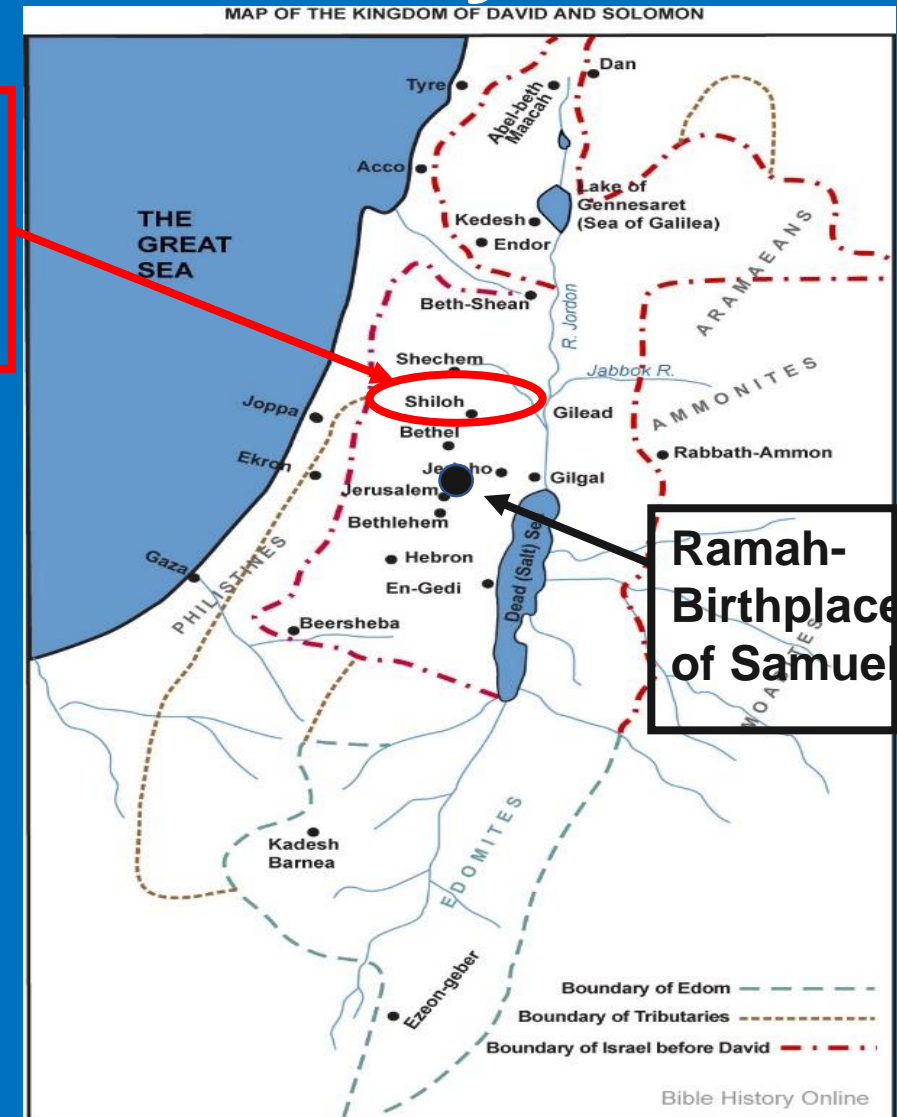 MAP OF THE KINGDOM OF DAVID AND SOLOMON
Dan
Tyre
Abel-beth
Maacah
Acco
Lake of
Gennesaret
(Sea of Galilea)
THE
GREAT
SEA
Kedesh
Endor
ARAMAEANS
Beth-Shean
R. Jordon
Shechem
Jabbok R.
Shiloh
Gilead
AMMONITES
Joppa
Bethel
Rabbath-Ammon
Ekron
Gilgal
Jerusalem
Bethlehem
Ramah-
Birthplace
of Samuel
Hebron
Gaza
PHILISTINES
En-Gedi
Dead (Salt) Sea
Beersheba
MOABITES
Kadesh
Barnea
EDOMITES
Ezeon-geber
Boundary of Edom
Boundary of Tributaries
Boundary of Israel before David
Bible History Online